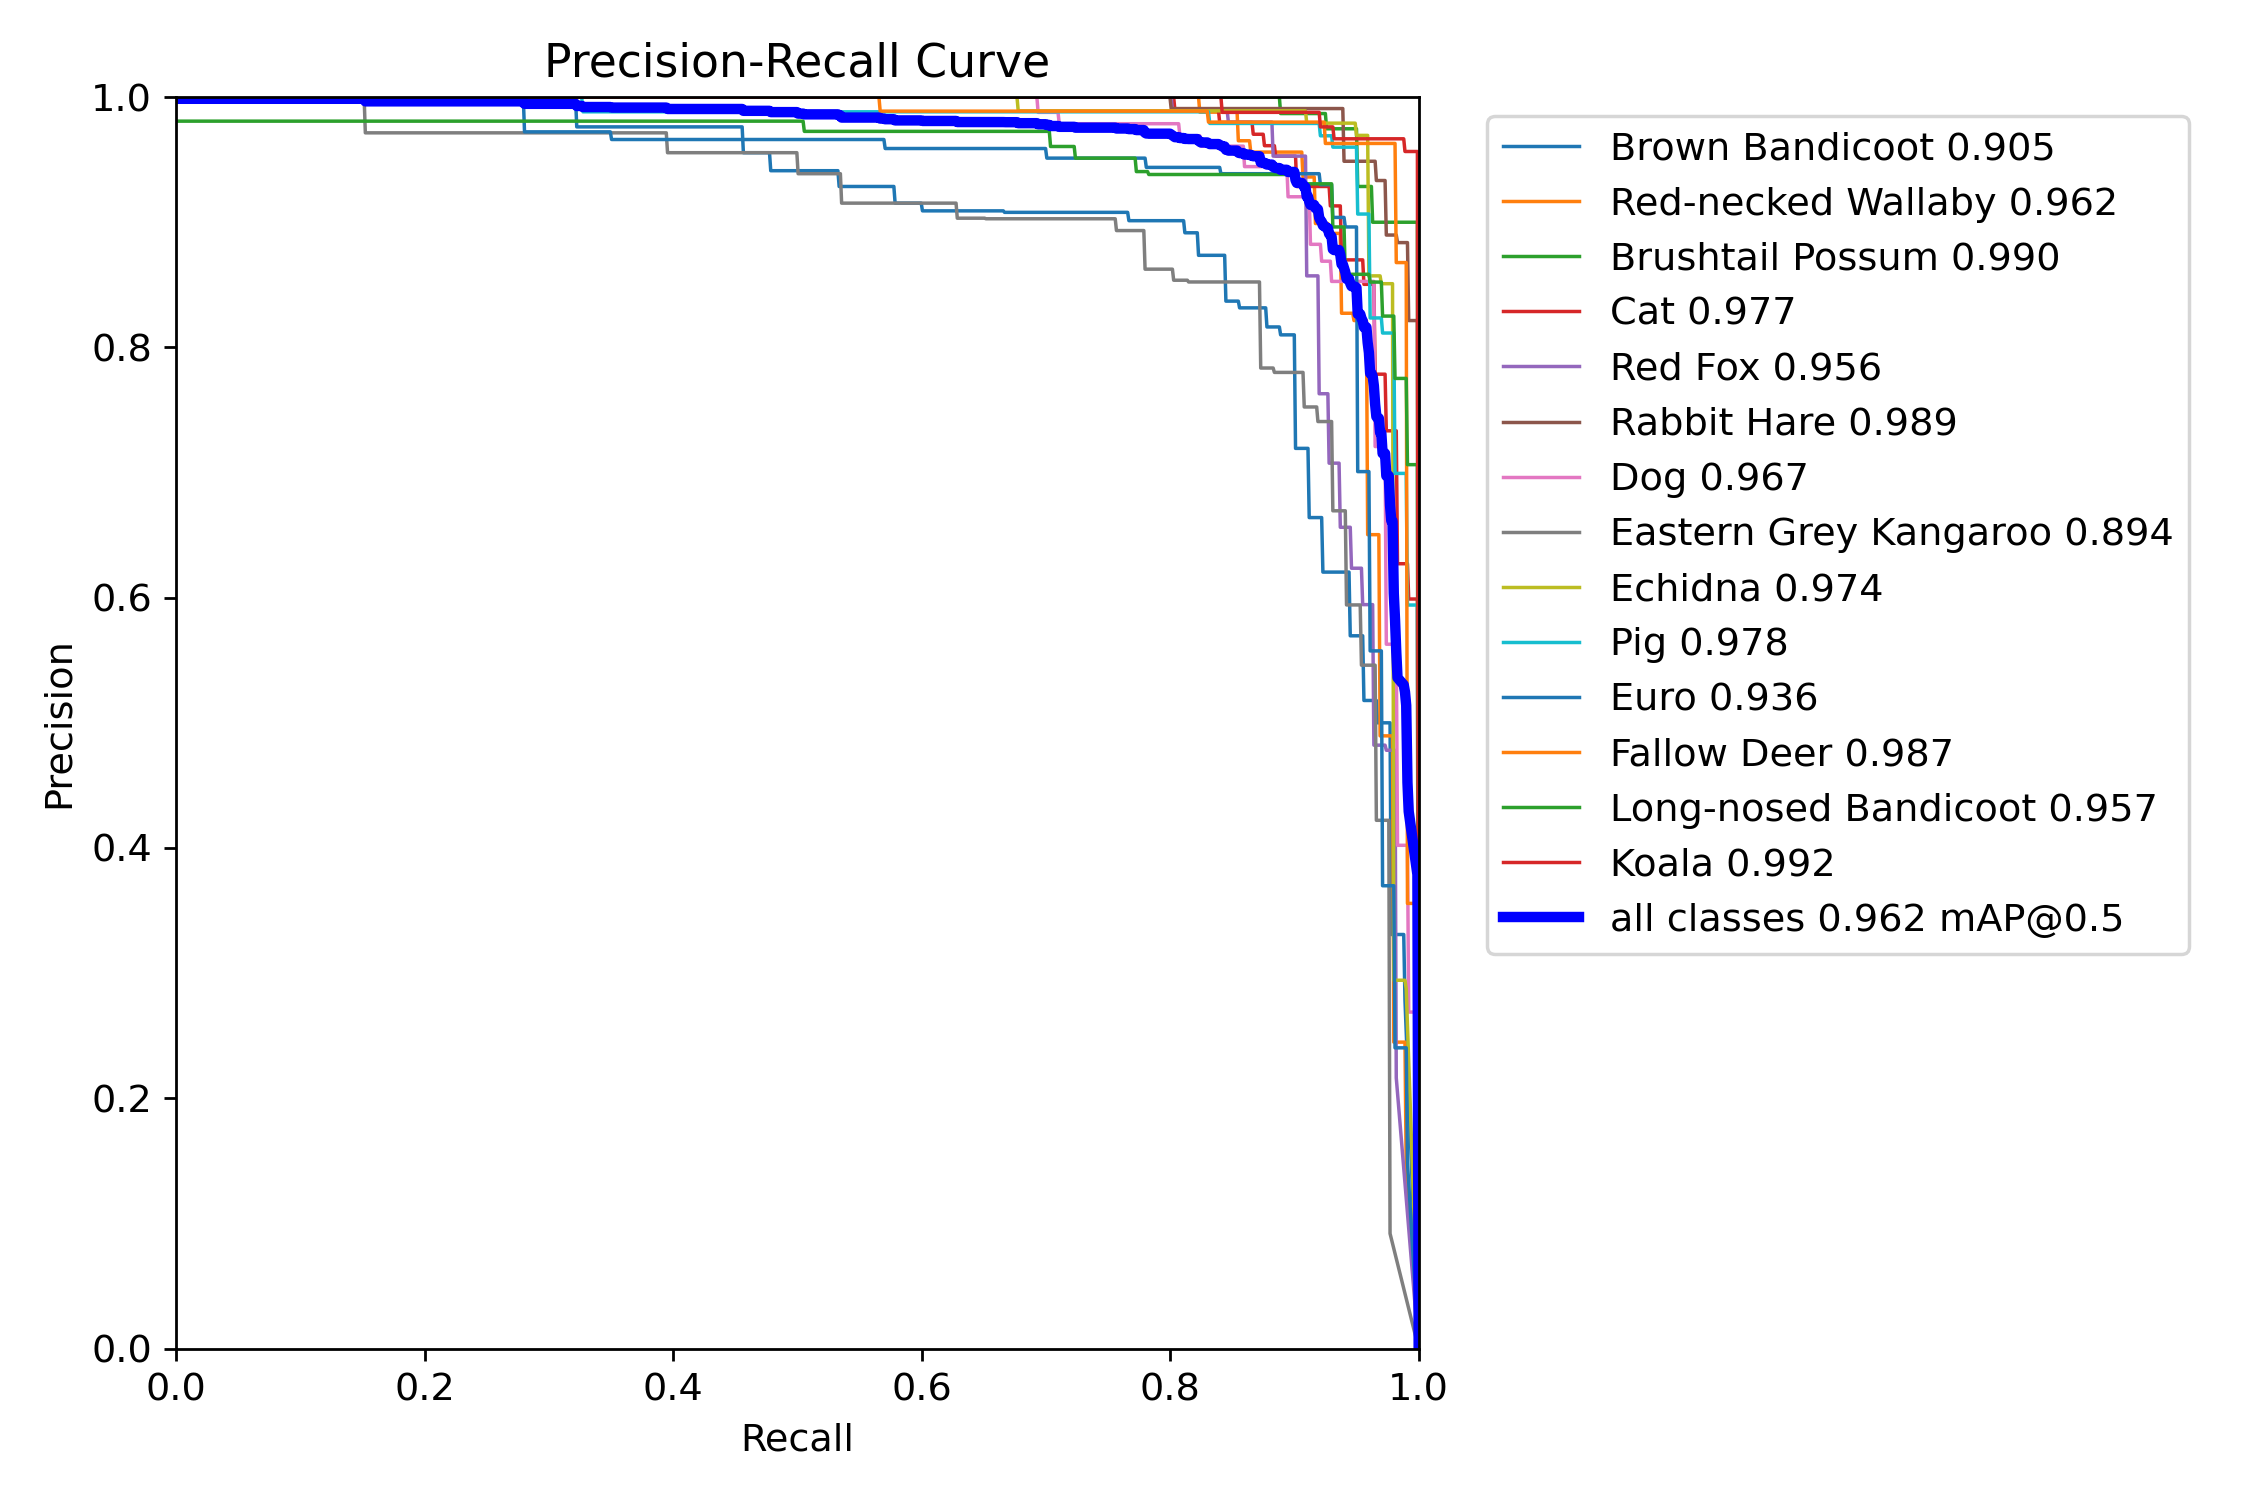 Precision-Recall Curve
1.0
0.8
0.6
0.4
0.2
0.0
Precision
0.0 0.2 0.4 0.6 0.8 1.0
Recall
Brown Bandicoot 0.905
Red-necked Wallaby 0.962
Brushtail Possum 0.990
Cat 0.977
Red Fox 0.956
Rabbit Hare 0.989
Dog 0.967
Eastern Grey Kangaroo 0.894
Echidna 0.974
Pig 0.978
Euro 0.936
Fallow Deer 0.987
Long-nosed Bandicoot 0.957
Koala 0.992
all classes 0.962 mAP@0.5